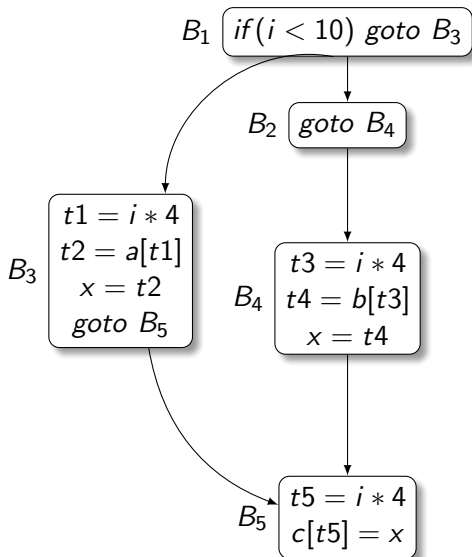 B1 if(i < 10) goto B3
B2 goto B4
B3
t1 = i * 4
t2 = a[t1]
x = t2
goto B5
B4
t3 = i * 4
t4 = b[t3]
x = t4
B5
t5 = i * 4
c[t5] = x